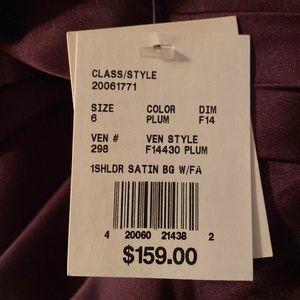 CLASS/STYLE
20061771
SIZE COLOR DIM
6 PLUM F14
VEN # VEN STYLE
298 F14430 PLUM
1SHLDR SATIN BG W/FA
4 20060 21438 2
$159.00